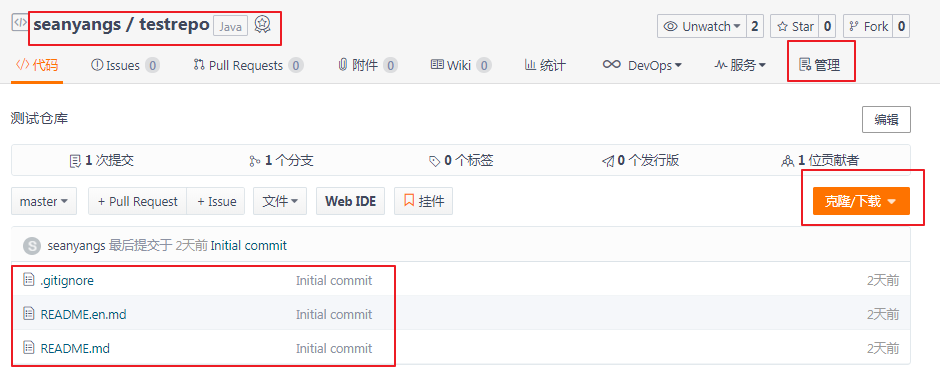 seanyangs / testrepo Java Unwatch 2 Star 0 Fork 0
代码 Issues 0 Pull Requests 0 附件 0 Wiki 0 统计 DevOps 服务 管理
测试仓库 编辑
1 次提交 1 个分支 0 个标签 0 个发行版 1 位贡献者
master + Pull Request + Issue 文件 Web IDE 挂件 克隆/下载
S seanyangs 最后提交于 2天前 Initial commit
.gitignore Initial commit 2天前
README.en.md Initial commit 2天前
README.md Initial commit 2天前